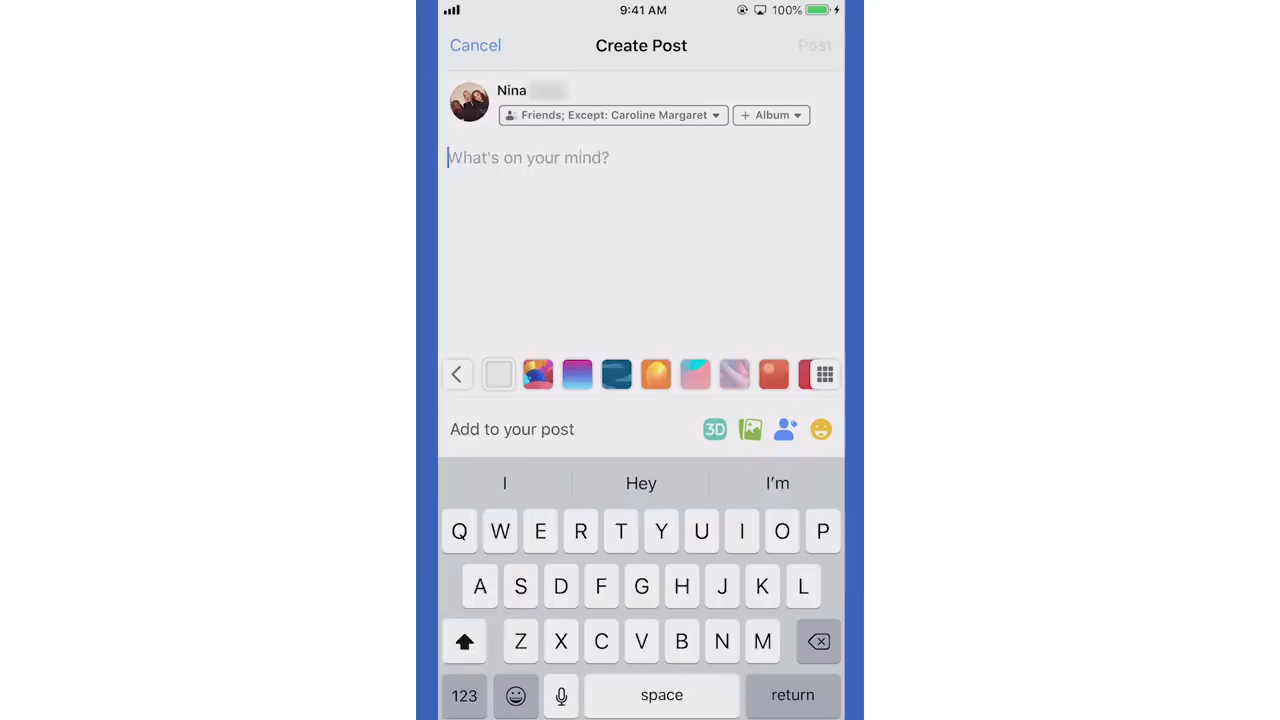 9:41 AM 100%
Cancel Create Post Post
Nina
Friends; Except: Caroline Margaret + Album
What's on your mind?
Add to your post 3D
I Hey I'm
Q W E R T Y U I O P
A S D F G H J K L
Z X C V B N M
123 space return